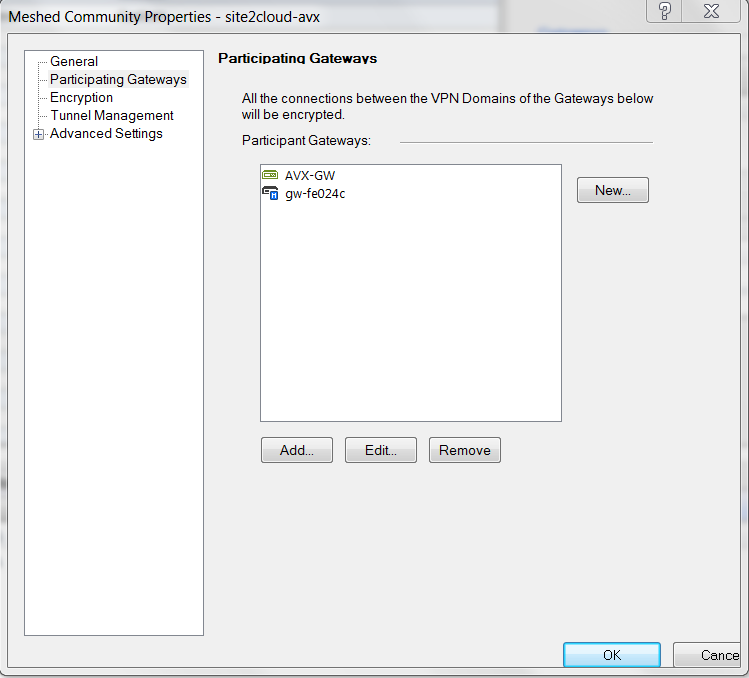 Meshed Community Properties - site2cloud-avx
General
Participating Gateways
Encryption
Tunnel Management
Advanced Settings
Participating Gateways
All the connections between the VPN Domains of the Gateways below
will be encrypted.
Participant Gateways:
AVX-GW
gw-fe024c
New...
Add...
Edit...
Remove
OK
Cance